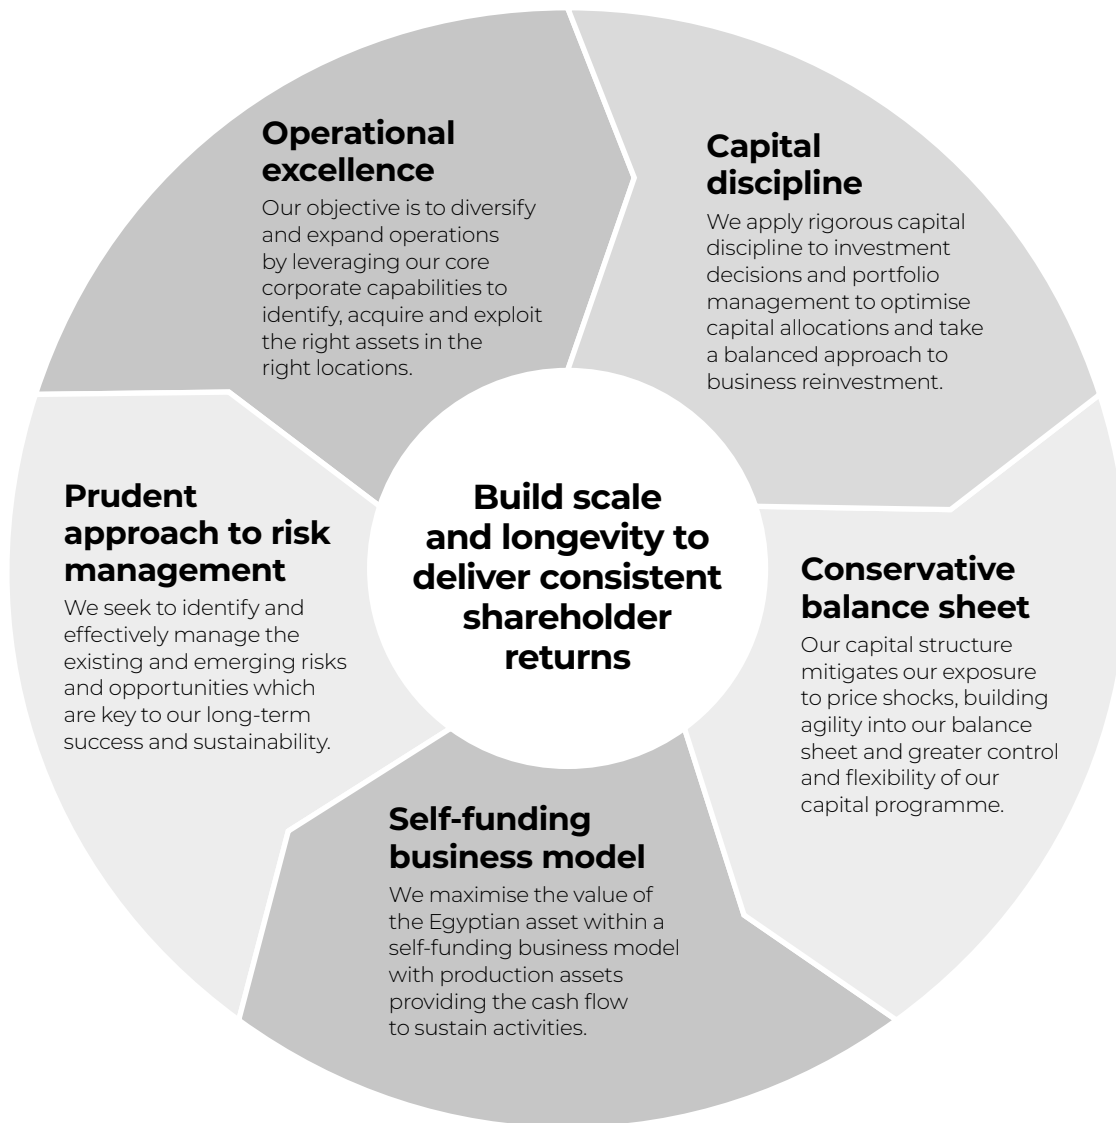 Operational
excellence
Our objective is to diversify
and expand operations
by leveraging our core
corporate capabilities to
identify, acquire and exploit
the right assets in the
right locations.
Capital
discipline
We apply rigorous capital
discipline to investment
decisions and portfolio
management to optimise
capital allocations and take
a balanced approach to
business reinvestment.
Prudent
approach to risk
management
We seek to identify and
effectively manage the
existing and emerging risks
and opportunities which
are key to our long-term
success and sustainability.
Build scale
and longevity to
deliver consistent
shareholder
returns
Conservative
balance sheet
Our capital structure
mitigates our exposure
to price shocks, building
agility into our balance
sheet and greater control
and flexibility of our
capital programme.
Self-funding
business model
We maximise the value of
the Egyptian asset within a
self-funding business model
with production assets
providing the cash flow
to sustain activities.